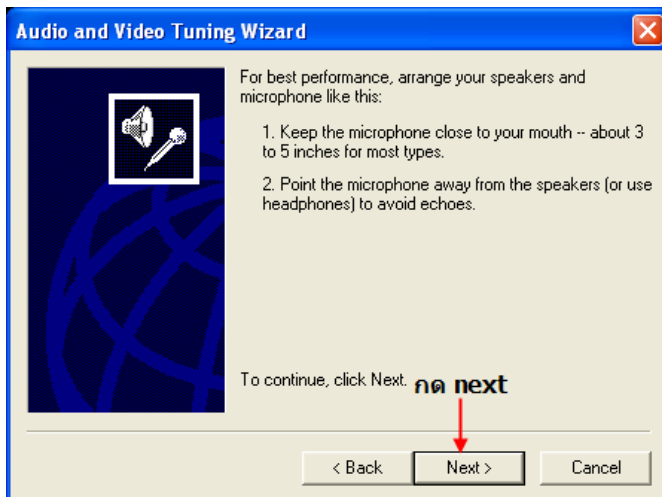 Audio and Video Tuning Wizard
For best performance, arrange your speakers and
microphone like this:
1. Keep the microphone close to your mouth -- about 3
to 5 inches for most types.
2. Point the microphone away from the speakers (or use
headphones) to avoid echoes.
To continue, click Next. กด next
< Back Next > Cancel